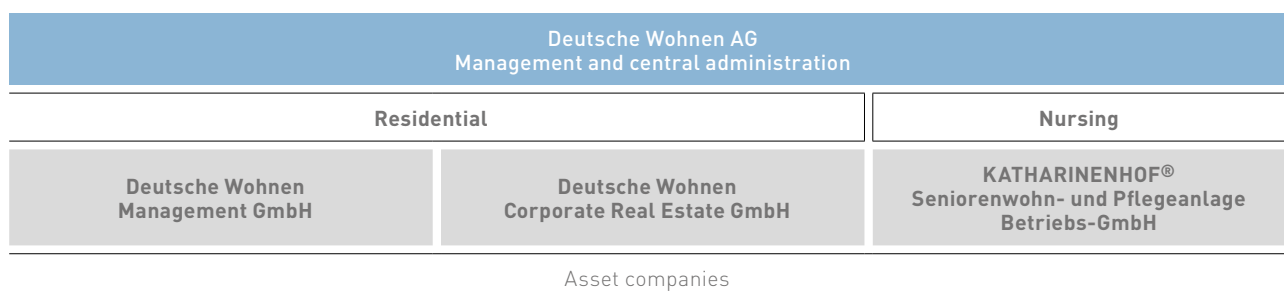 Deutsche Wohnen AG
Management and central administration
Residential
Nursing
Deutsche Wohnen
Management GmbH
Deutsche Wohnen
Corporate Real Estate GmbH
KATHARINENHOF®
Seniorenwohn- und Pflegeanlage
Betriebs-GmbH
Asset companies